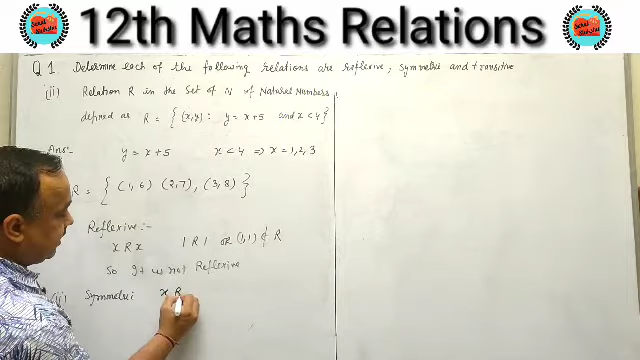 12th Maths Relations
Q1. Determine each of the following relations are reflexive, symmetric and transitive
(ii) Relation R in the Set of N of Natural Numbers
defined as R = { (x,y): y = x+5 and x < 4 }
Ans:- y = x+5 x < 4 ⇒ x = 1, 2, 3
R = { (1,6) (2,7), (3,8) }
Reflexive:-
x R x 1 R 1 OR (1,1) ∉ R
So It is not Reflexive
(ii) Symmetric x R